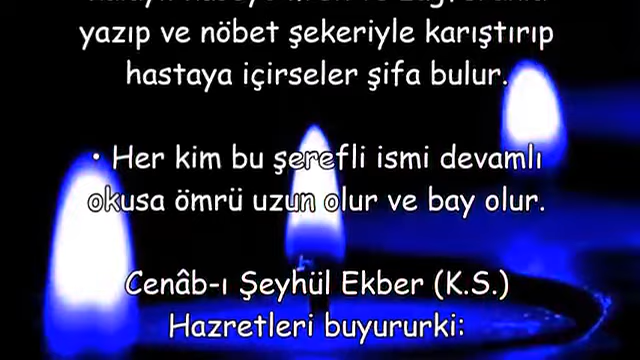 yazıp ve nöbet şekeriyle karıştırıp
hastaya içirseler şifa bulur.
• Her kim bu şerefli ismi devamlı
okusa ömrü uzun olur ve bay olur.
Cenâb-ı Şeyhül Ekber (K.S.)
Hazretleri buyururki: